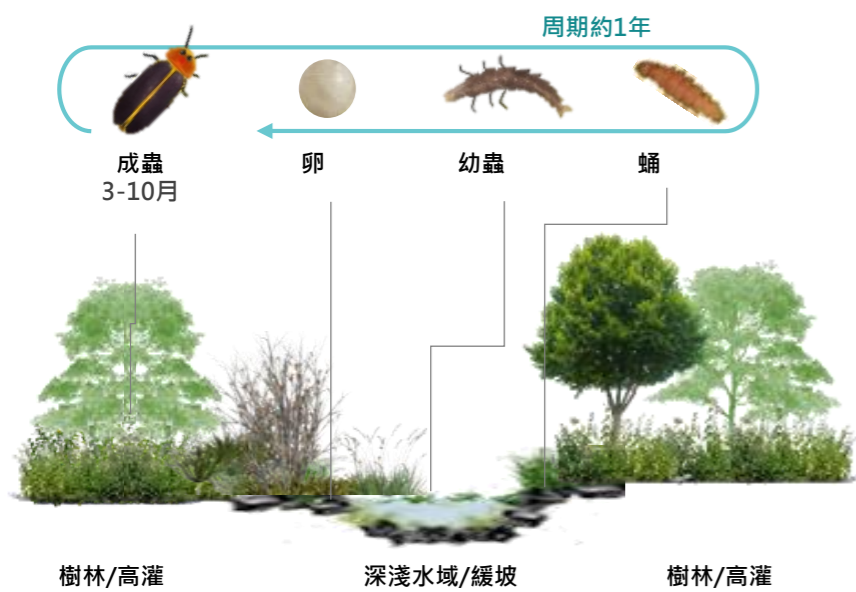 周期約1年
成蟲
3-10月
卵
幼蟲
蛹
樹林/高灌
深淺水域/緩坡
樹林/高灌